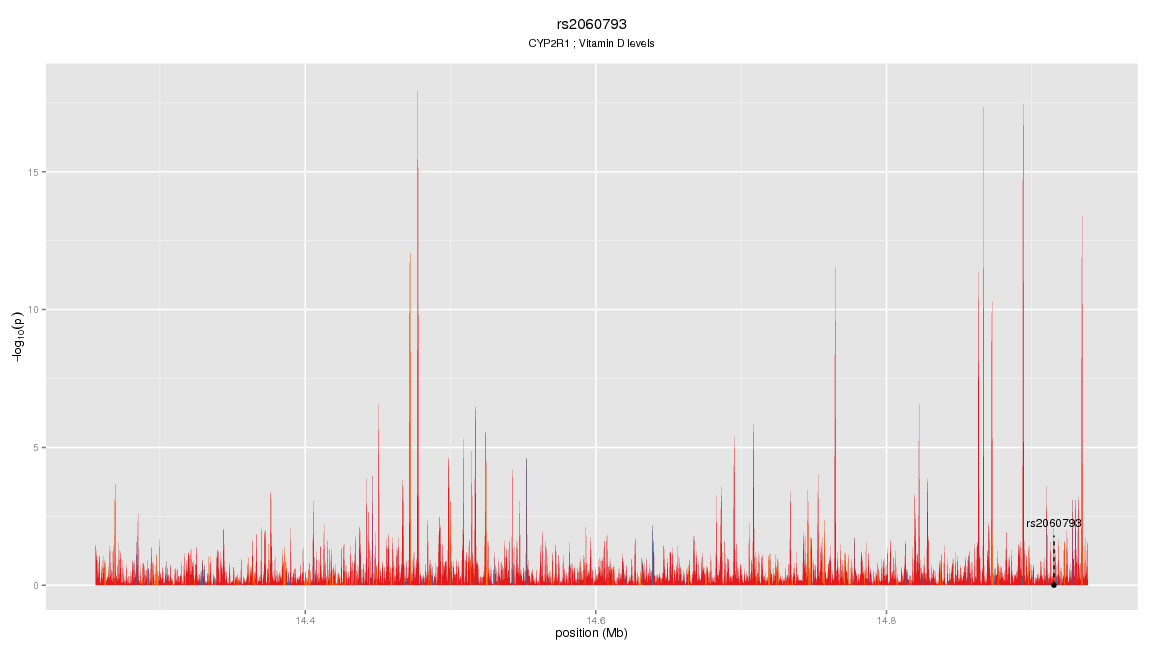 rs2060793
CYP2R1 ; Vitamin D levels
−log10(p)
15
10
5
0
rs2060793
14.4
14.6
14.8
position (Mb)